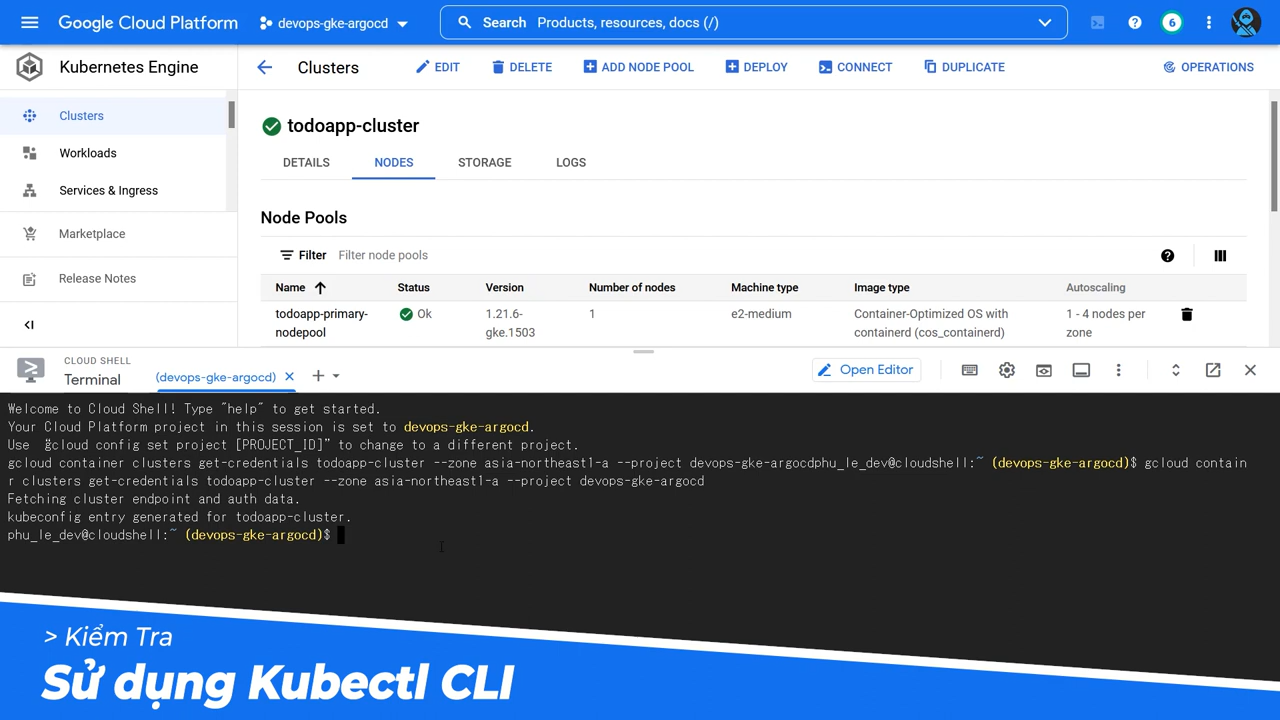 Google Cloud Platform
devops-gke-argocd
Search Products, resources, docs (/)
6
Kubernetes Engine
Clusters
EDIT
DELETE
ADD NODE POOL
DEPLOY
CONNECT
DUPLICATE
OPERATIONS
Clusters
Workloads
Services & Ingress
Marketplace
Release Notes
todoapp-cluster
DETAILS
NODES
STORAGE
LOGS
Node Pools
Filter Filter node pools
Name Status Version Number of nodes Machine type Image type Autoscaling
todoapp-primary- Ok 1.21.6- 1 e2-medium Container-Optimized OS with 1 - 4 nodes per
nodepool gke.1503 containerd (cos_containerd) zone
CLOUD SHELL
Terminal
(devops-gke-argocd)
Open Editor
Welcome to Cloud Shell! Type "help" to get started.
Your Cloud Platform project in this session is set to devops-gke-argocd.
Use “gcloud config set project [PROJECT_ID]” to change to a different project.
gcloud container clusters get-credentials todoapp-cluster --zone asia-northeast1-a --project devops-gke-argocdphu_le_dev@cloudshell:~ (devops-gke-argocd)$ gcloud contain
r clusters get-credentials todoapp-cluster --zone asia-northeast1-a --project devops-gke-argocd
Fetching cluster endpoint and auth data.
kubeconfig entry generated for todoapp-cluster.
phu_le_dev@cloudshell:~ (devops-gke-argocd)$
> Kiểm Tra
Sử dụng Kubectl CLI